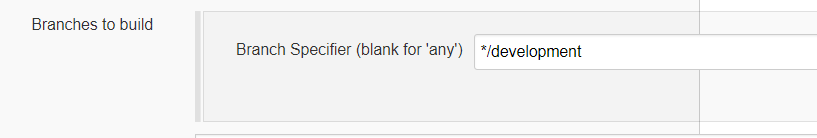 Branches to build
Branch Specifier (blank for 'any') */development